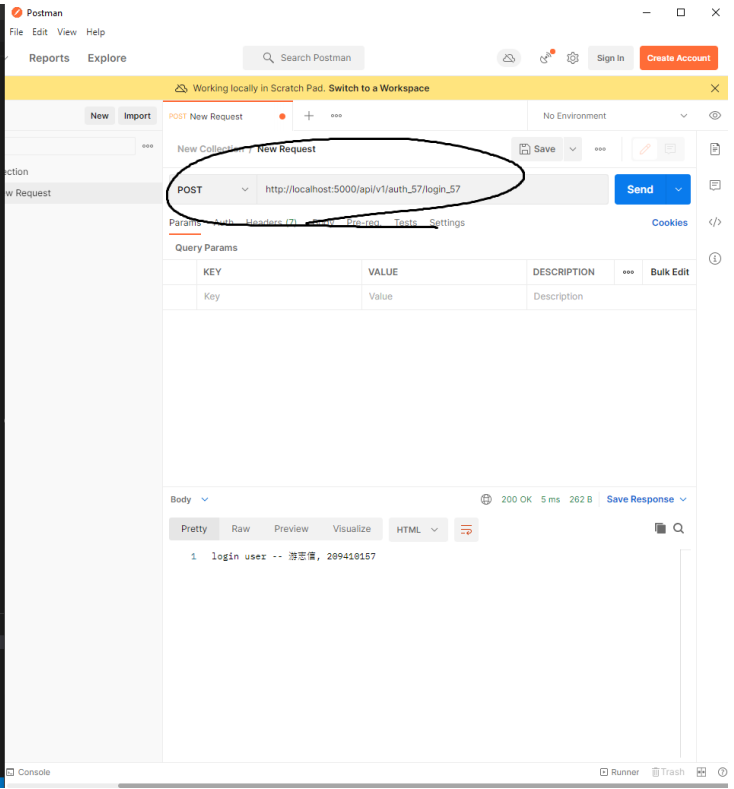 Postman
File Edit View Help
Reports Explore Search Postman Sign In Create Account
Working locally in Scratch Pad. Switch to a Workspace
New Import POST New Request No Environment
New Collection / New Request Save
ection
w Request
POST http://localhost:5000/api/v1/auth_57/login_57 Send
Params Auth Headers (7) Body Pre-req. Tests Settings Cookies
Query Params
KEY VALUE DESCRIPTION Bulk Edit
Key Value Description
Body 200 OK 5 ms 262 B Save Response
Pretty Raw Preview Visualize HTML
1 login user -- 游志信, 209410157
Console Runner Trash